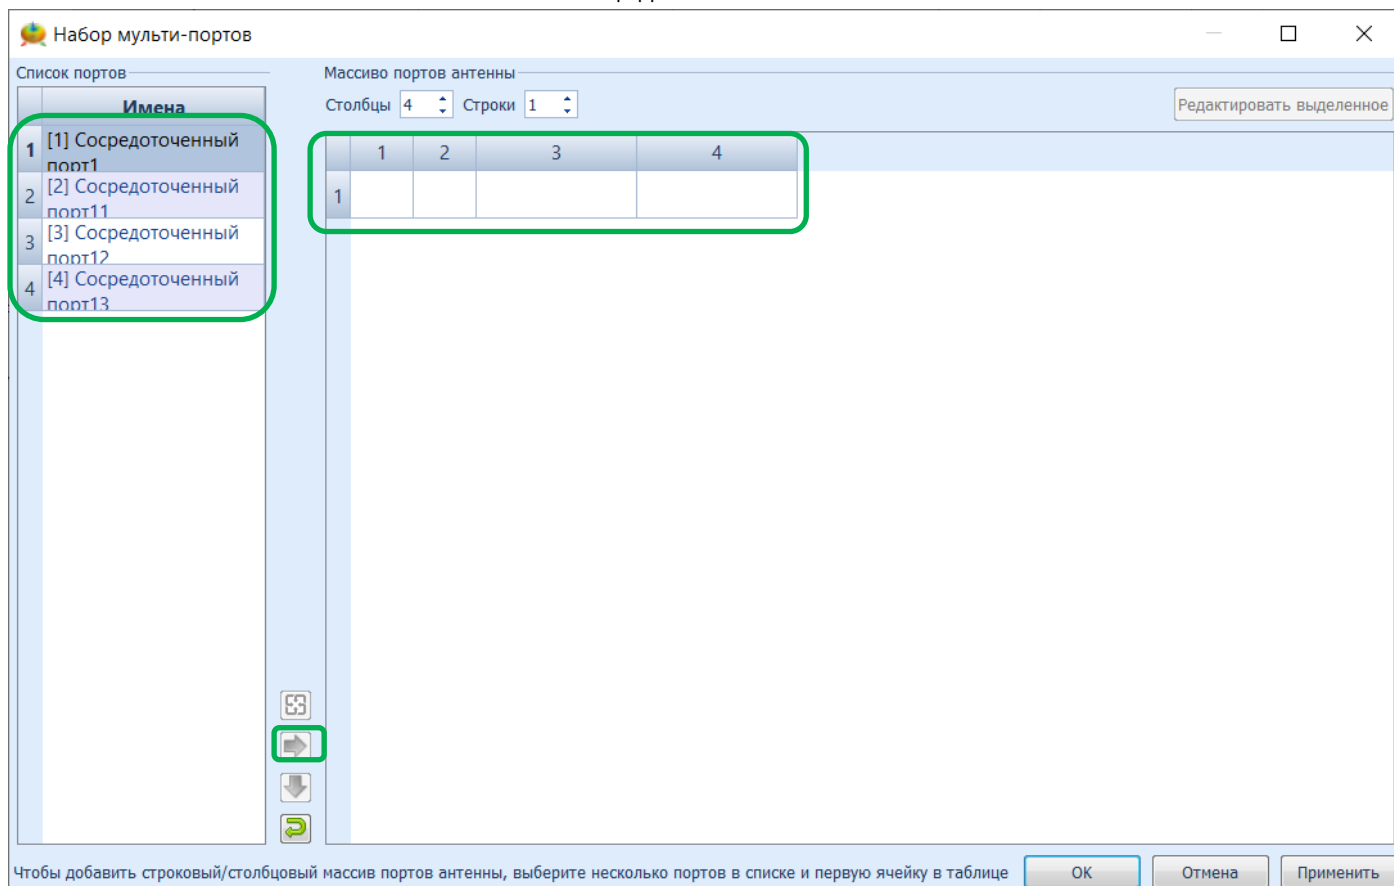 Набор мульти-портов
Список портов
Массиво портов антенны
Имена
Столбцы 4 Строки 1
Редактировать выделенное
1 [1] Сосредоточенный
порт1
2 [2] Сосредоточенный
порт11
3 [3] Сосредоточенный
порт12
4 [4] Сосредоточенный
порт13
1 2 3 4
1
Чтобы добавить строковый/столбцовый массив портов антенны, выберите несколько портов в списке и первую ячейку в таблице
ОК
Отмена
Применить